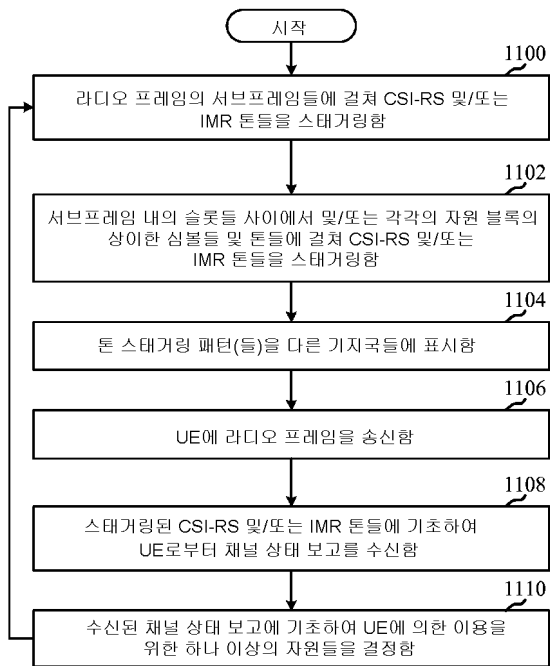 시작
1100
라디오 프레임의 서브프레임들에 걸쳐 CSI-RS 및/또는
IMR 톤들을 스태거링함
1102
서브프레임 내의 슬롯들 사이에서 및/또는 각각의 자원 블록의
상이한 심볼들 및 톤들에 걸쳐 CSI-RS 및/또는
IMR 톤들을 스태거링함
1104
톤 스태거링 패턴(들)을 다른 기지국들에 표시함
1106
UE에 라디오 프레임을 송신함
1108
스태거링된 CSI-RS 및/또는 IMR 톤들에 기초하여
UE로부터 채널 상태 보고를 수신함
1110
수신된 채널 상태 보고에 기초하여 UE에 의한 이용을
위한 하나 이상의 자원들을 결정함